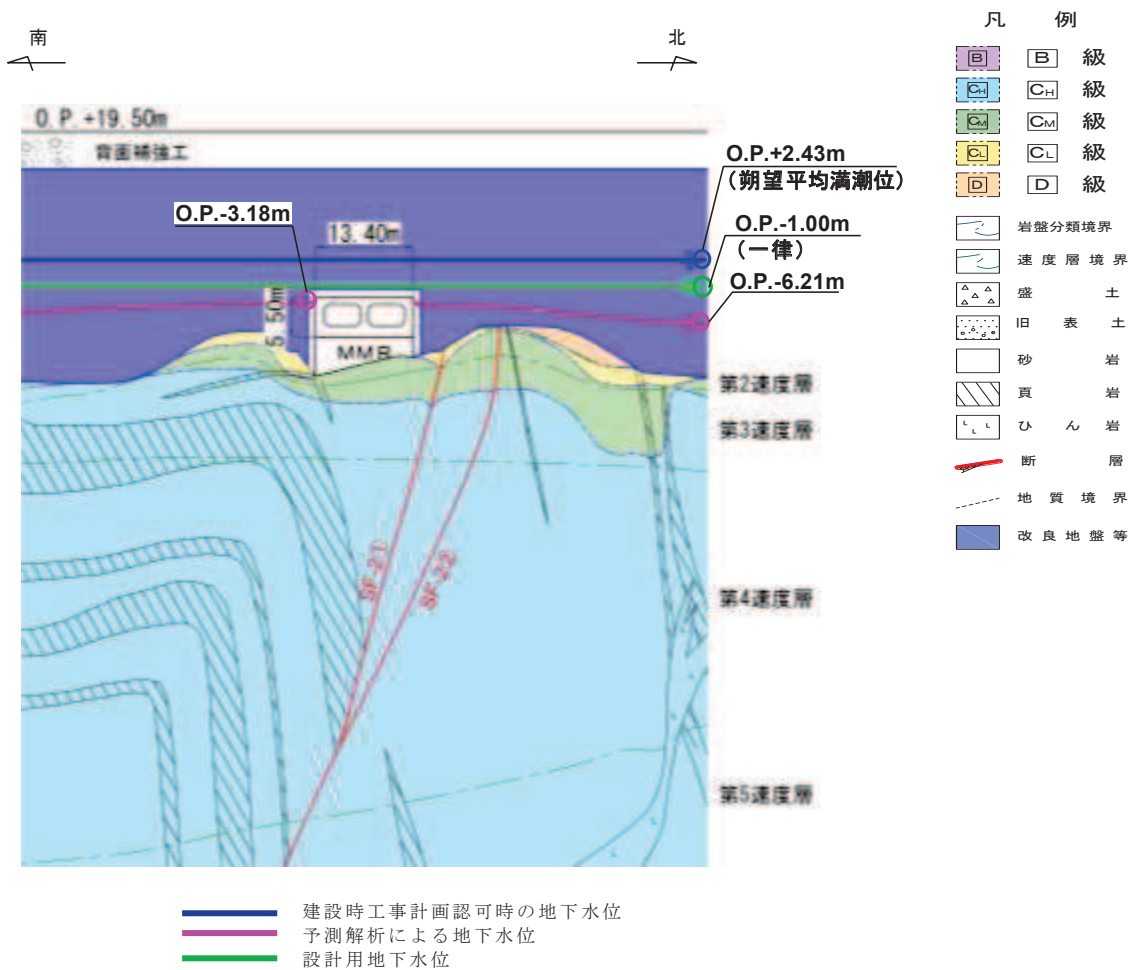 南
北
O.P.+19.50m
背面補強工
O.P.+2.43m
(朔望平均満潮位)
O.P.-3.18m
13.40m
O.P.-1.00m
(一律)
O.P.-6.21m
5.50m
MMR
第2速度層
第3速度層
SF-21
SF-22
第4速度層
第5速度層
凡 例
B B 級
CH CH 級
CM CM 級
CL CL 級
D D 級
岩盤分類境界
速度層境界
盛 土
旧 表 土
砂 岩
頁 岩
ひ ん 岩
断 層
地 質 境 界
改 良 地 盤 等
建設時工事計画認可時の地下水位
予測解析による地下水位
設計用地下水位